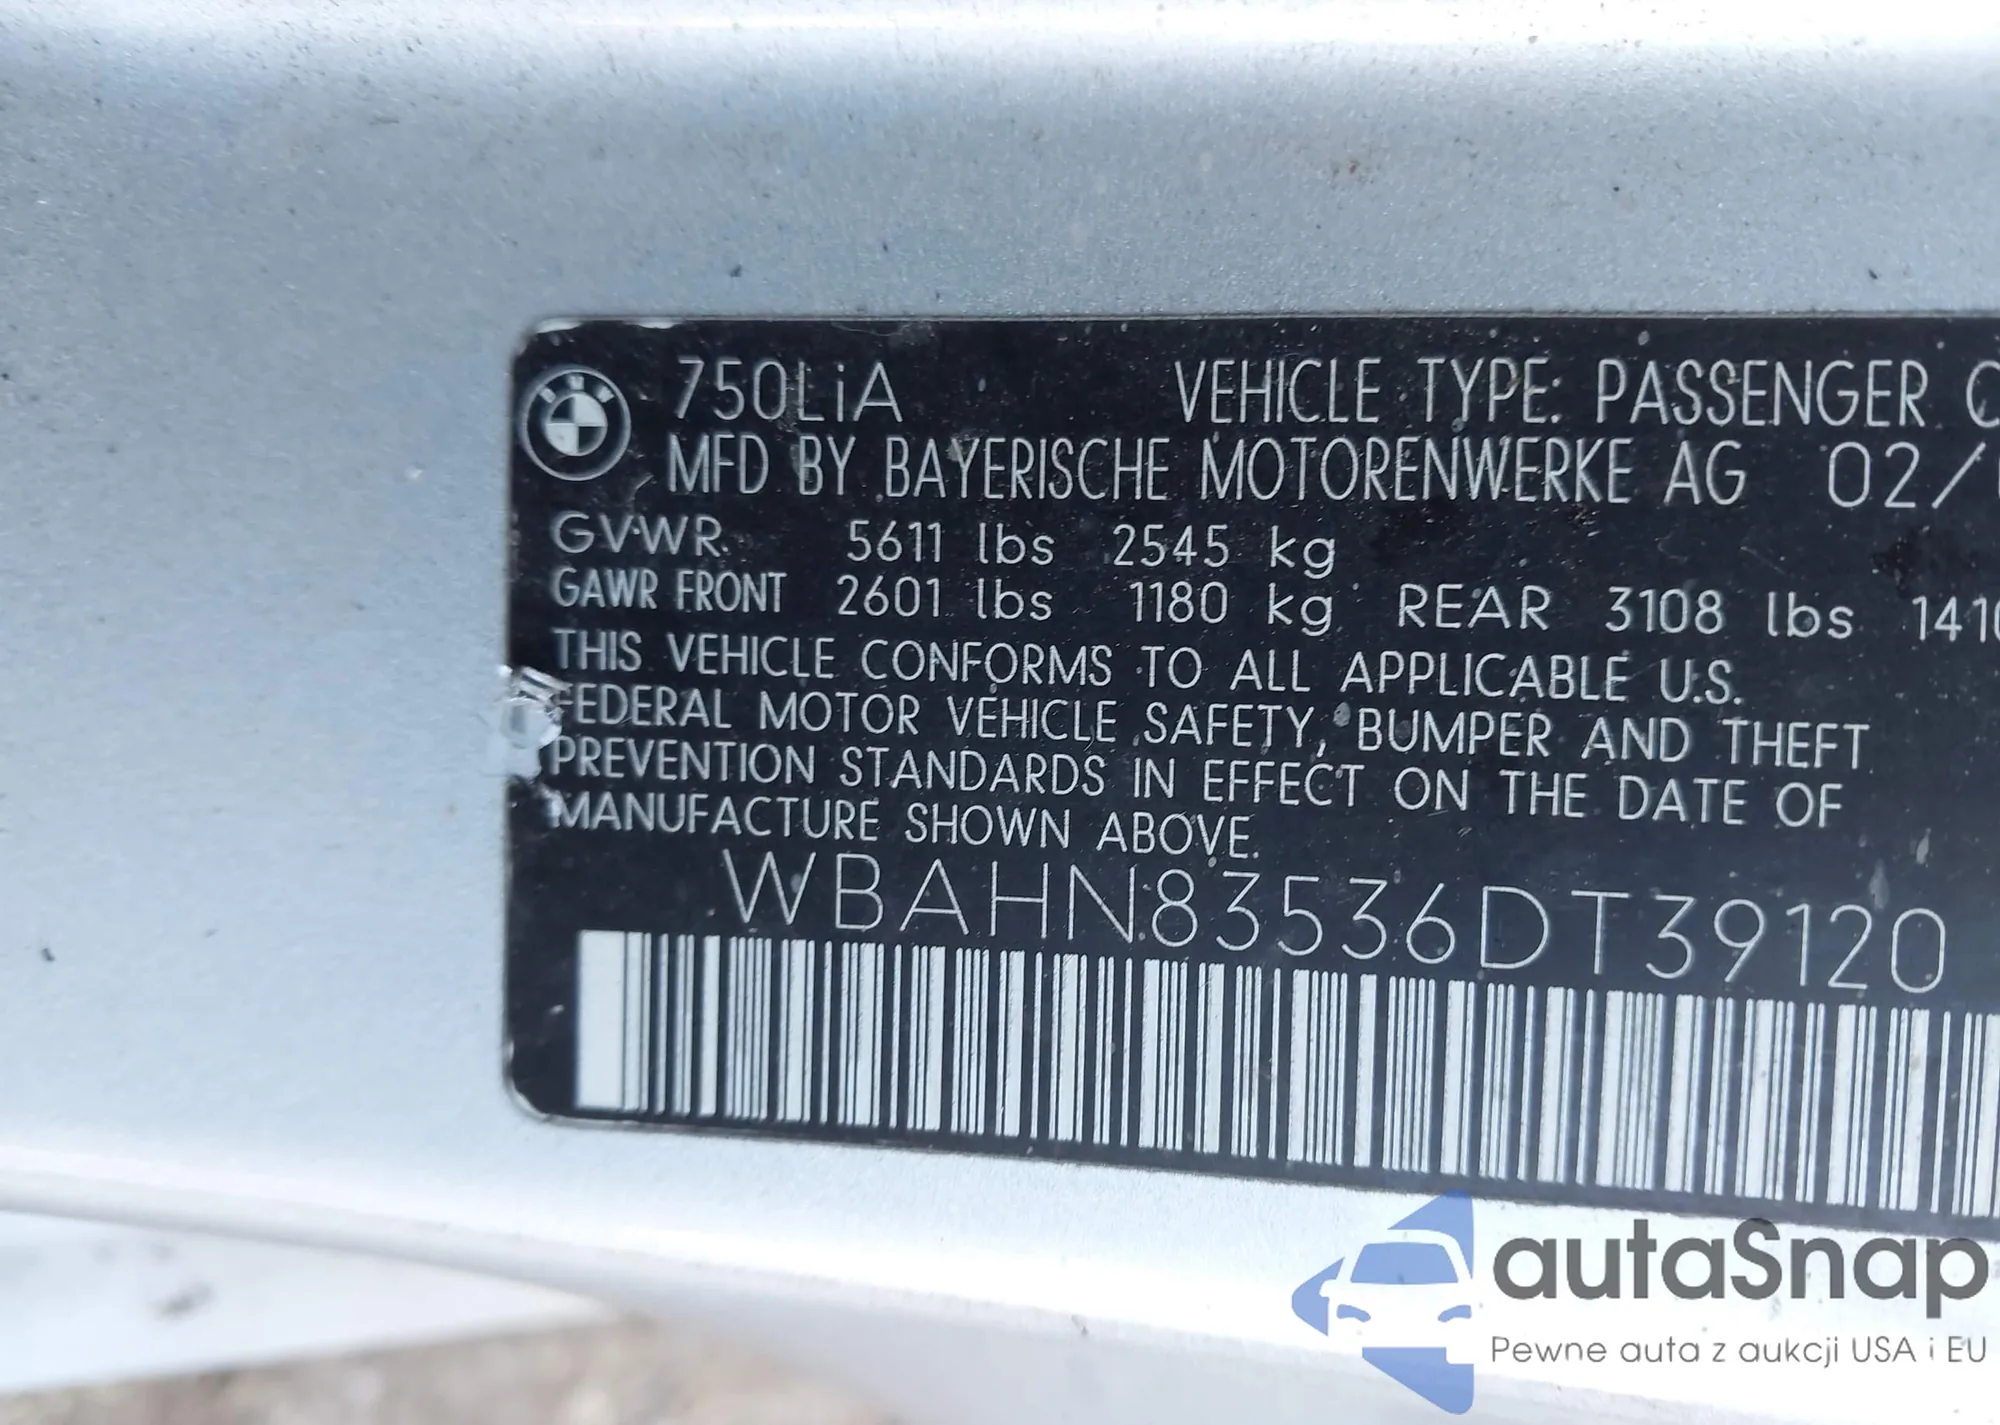 750LiA VEHICLE TYPE: PASSENGER C
MFD BY BAYERISCHE MOTORENWERKE AG 02/
GVWR. 5611 lbs 2545 kg
GAWR FRONT 2601 lbs 1180 kg REAR 3108 lbs 1410
THIS VEHICLE CONFORMS TO ALL APPLICABLE U.S.
FEDERAL MOTOR VEHICLE SAFETY, BUMPER AND THEFT
PREVENTION STANDARDS IN EFFECT ON THE DATE OF
MANUFACTURE SHOWN ABOVE.
WBAHN83536DT39120
autaSnap
Pewne auta z aukcji USA i EU